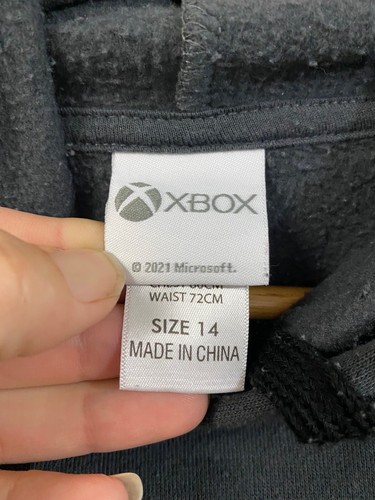 XBOX
© 2021 Microsoft.
WAIST 72CM
SIZE 14
MADE IN CHINA